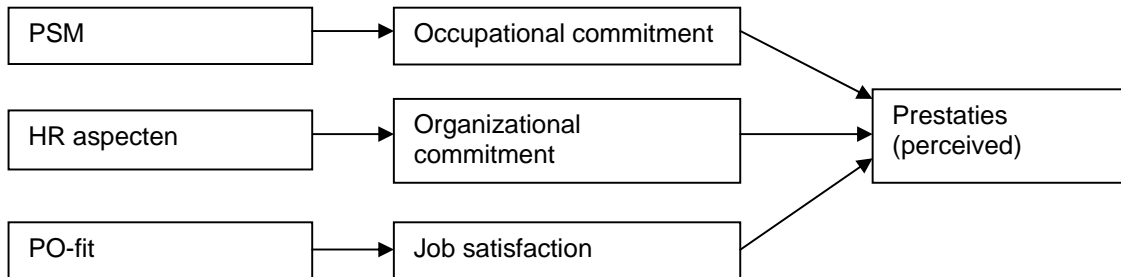 PSM
Occupational commitment
HR aspecten
Organizational
commitment
Prestaties
(perceived)
PO-fit
Job satisfaction